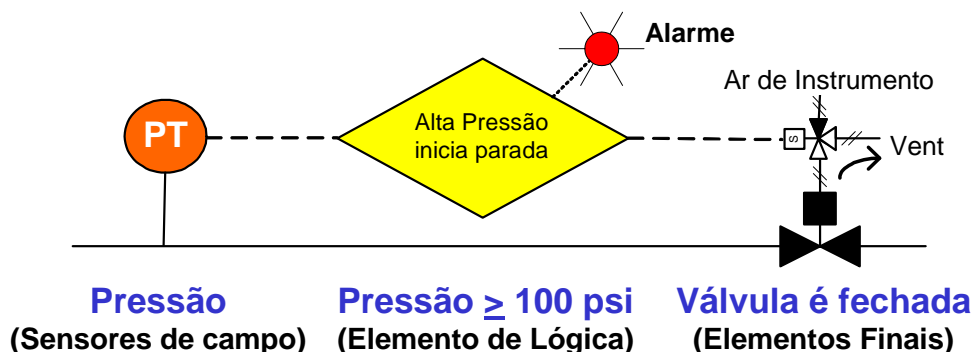 Alarme
Ar de Instrumento
PT
Alta Pressão
inicia parada
S
Vent
Pressão
(Sensores de campo)
Pressão ≥ 100 psi
(Elemento de Lógica)
Válvula é fechada
(Elementos Finais)